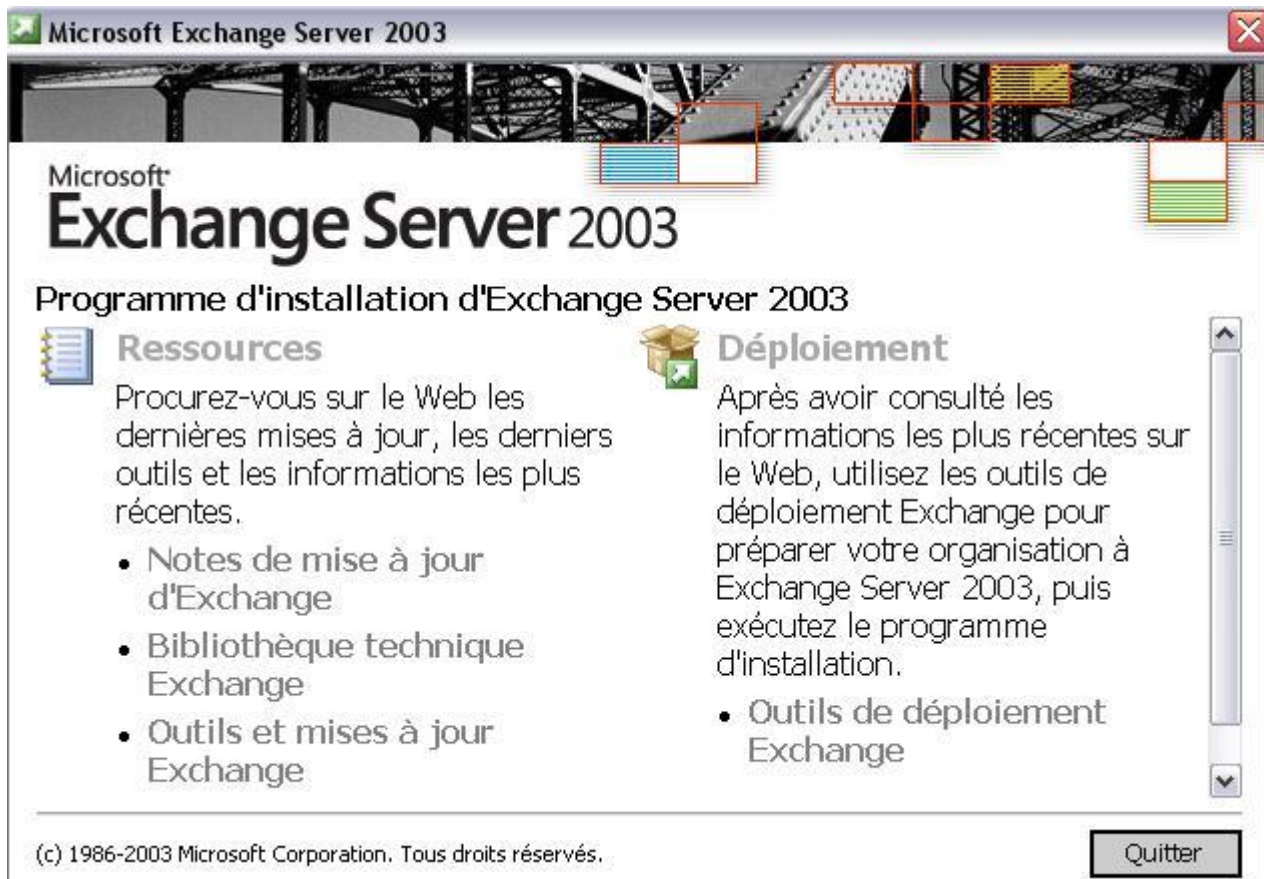 Microsoft Exchange Server 2003
Microsoft
Exchange Server 2003
Programme d'installation d'Exchange Server 2003
Ressources
Procurez-vous sur le Web les
dernières mises à jour, les derniers
outils et les informations les plus
récentes.
• Notes de mise à jour
d'Exchange
• Bibliothèque technique
Exchange
• Outils et mises à jour
Exchange
Déploiement
Après avoir consulté les
informations les plus récentes sur
le Web, utilisez les outils de
déploiement Exchange pour
préparer votre organisation à
Exchange Server 2003, puis
exécutez le programme
d'installation.
• Outils de déploiement
Exchange
(c) 1986-2003 Microsoft Corporation. Tous droits réservés.
Quitter